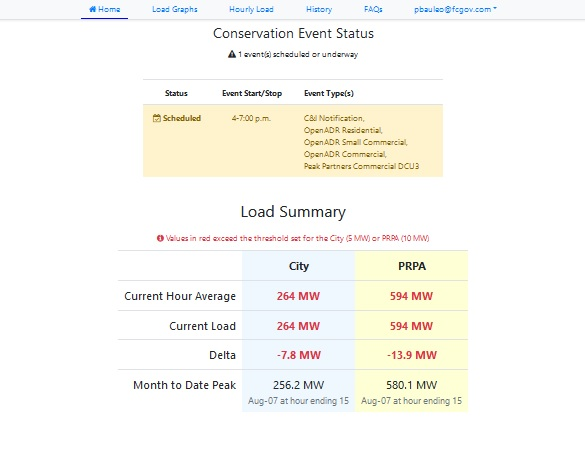 Home Load Graphs Hourly Load History FAQs pbauleo@fcgov.com
Conservation Event Status
1 event(s) scheduled or underway
Status Event Start/Stop Event Type(s)
Scheduled 4-7:00 p.m. C&I Notification,
OpenADR Residential,
OpenADR Small Commercial,
OpenADR Commercial,
Peak Partners Commercial DCU3
Load Summary
Values in red exceed the threshold set for the City (5 MW) or PRPA (10 MW)
City PRPA
Current Hour Average 264 MW 594 MW
Current Load 264 MW 594 MW
Delta -7.8 MW -13.9 MW
Month to Date Peak 256.2 MW 580.1 MW
Aug-07 at hour ending 15 Aug-07 at hour ending 15